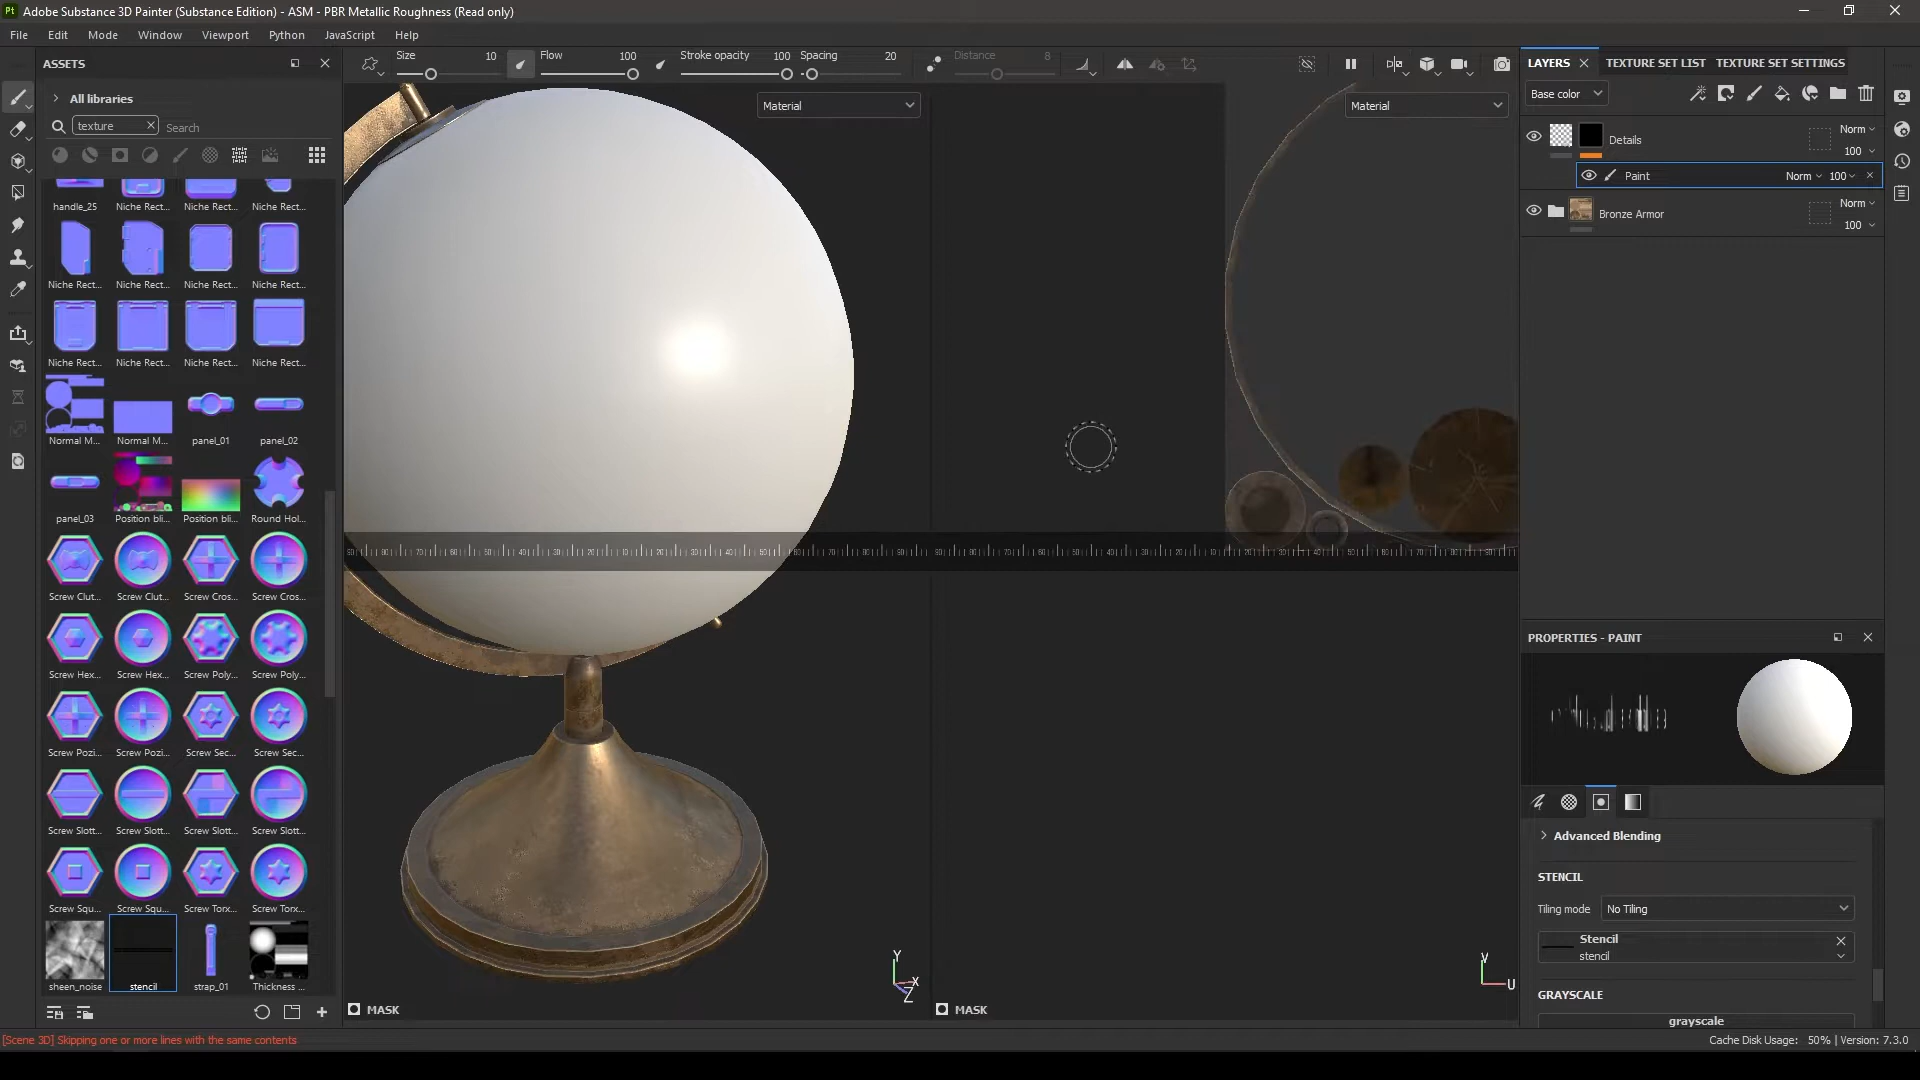 Pt Adobe Substance 3D Painter (Substance Edition) - ASM - PBR Metallic Roughness (Read only)
File Edit Mode Window Viewport Python JavaScript Help
ASSETS
Size 10 Flow 100 Stroke opacity 100 Spacing 20 Distance 8
LAYERS TEXTURE SET LIST TEXTURE SET SETTINGS
All libraries
texture Search
Material
Material
Base color
Details Norm 100
Paint Norm 100
Bronze Armor Norm 100
handle_25 Niche Rect... Niche Rect... Niche Rect...
Niche Rect... Niche Rect... Niche Rect... Niche Rect...
Niche Rect... Niche Rect... Niche Rect... Niche Rect...
Normal M... Normal M... panel_01 panel_02
panel_03 Position bli... Position bli... Round Hol...
Screw Clut... Screw Clut... Screw Cros... Screw Cros...
Screw Hex... Screw Hex... Screw Poly... Screw Poly...
Screw Pozi... Screw Pozi... Screw Sec... Screw Sec...
Screw Slott... Screw Slott... Screw Slott... Screw Slott...
Screw Squ... Screw Squ... Screw Torx... Screw Torx...
sheen_noise stencil strap_01 Thickness ...
Y X Z
V U
MASK
MASK
PROPERTIES - PAINT
Advanced Blending
STENCIL
Tiling mode No Tiling
Stencil
stencil
GRAYSCALE
grayscale
[Scene 3D] Skipping one or more lines with the same contents
Cache Disk Usage: 50% | Version: 7.3.0